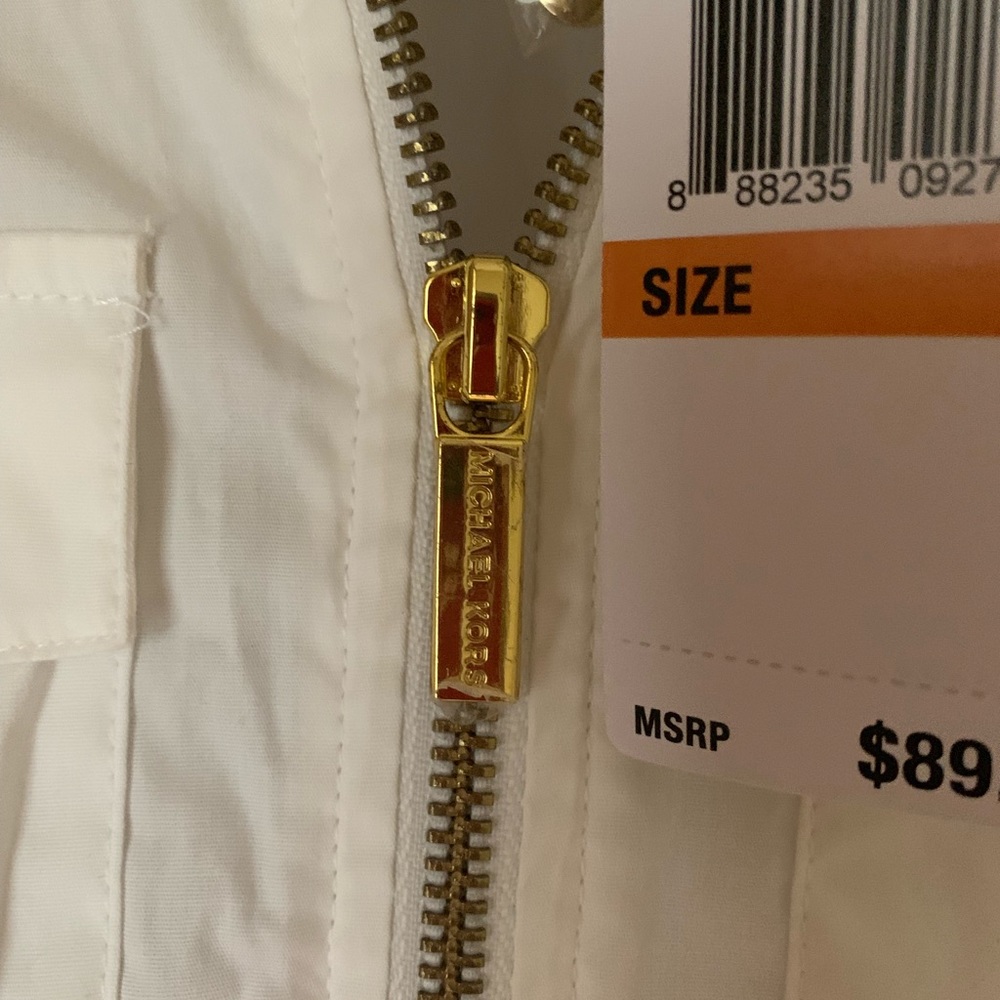 8 88235 0927
SIZE
MICHAEL KORS
MSRP $89.